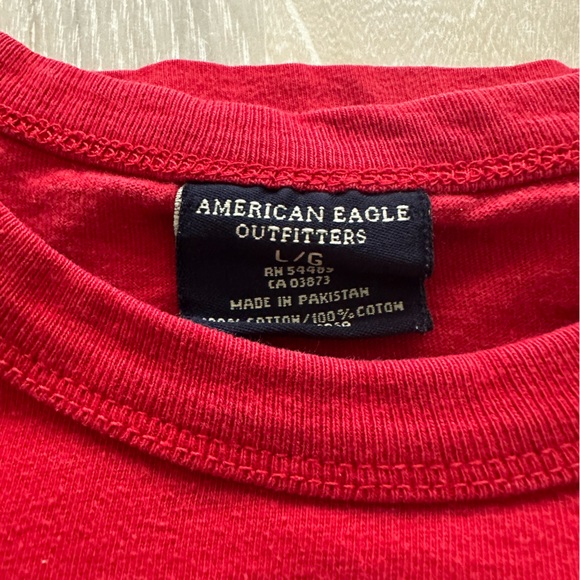 AMERICAN EAGLE
OUTFITTERS
L/G
RN 54485
CA 03873
MADE IN PAKISTAN
100% COTTON/100% COTON